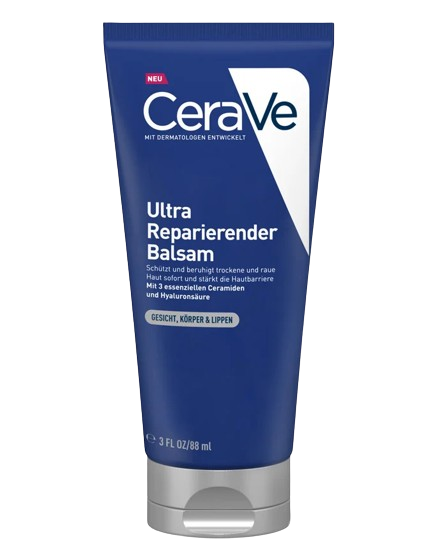 NEU
CeraVe
MIT DERMATOLOGEN ENTWICKELT
Ultra
Reparierender
Balsam
Schützt und beruhigt trockene und raue
Haut sofort und stärkt die Hautbarriere
Mit 3 essenziellen Ceramiden
und Hyaluronsäure
GESICHT, KÖRPER & LIPPEN
℮ 3 FL OZ/88 ml